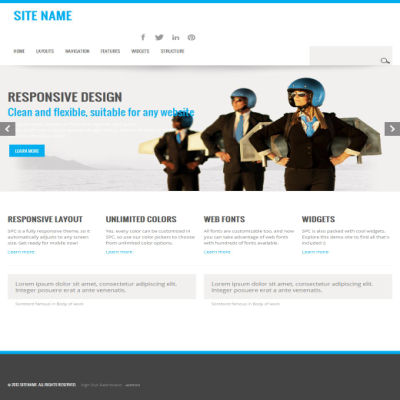 SITE NAME
HOME LAYOUTS NAVIGATION FEATURES WIDGETS STRUCTURE
RESPONSIVE DESIGN
Clean and flexible, suitable for any website
LEARN MORE
RESPONSIVE LAYOUT
SPC is a fully responsive theme, so it
automatically adjusts to any screen
size. Get ready for mobile now!
Learn more
UNLIMITED COLORS
Yes, every color can be customized in
SPC, so use our color pickers to choose
from unlimited color options.
Learn more
WEB FONTS
All fonts are customizable too, and now
you can take advantage of web fonts
with hundreds of fonts available.
Learn more
WIDGETS
SPC is also packed with cool widgets.
Explore this demo site to find all that's
included :)
Learn more
Lorem ipsum dolor sit amet, consectetur adipiscing elit.
Integer posuere erat a ante venenatis.
Someone famous in Body of work
Lorem ipsum dolor sit amet, consectetur adipiscing elit.
Integer posuere erat a ante venenatis.
Someone famous in Body of work
SITE NAME. ALL RIGHTS RESERVED.